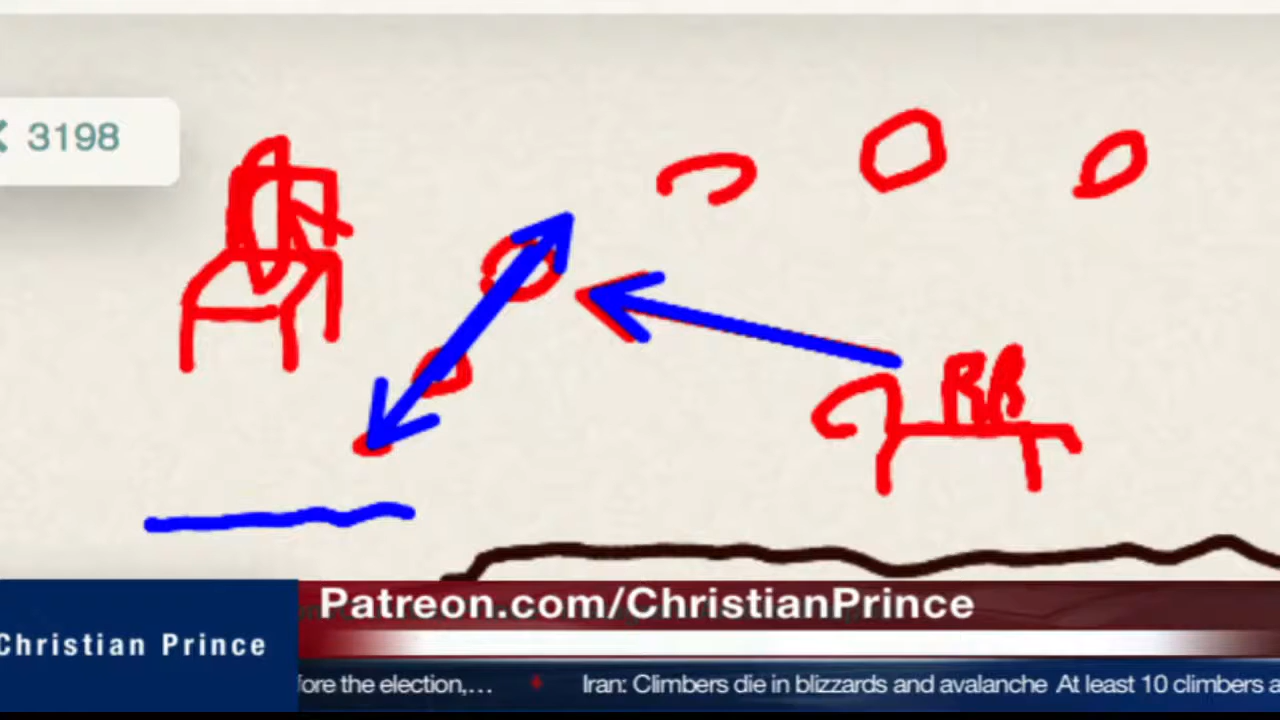 3198
Patreon.com/ChristianPrince
Christian Prince
fore the election,... Iran: Climbers die in blizzards and avalanche At least 10 climbers a